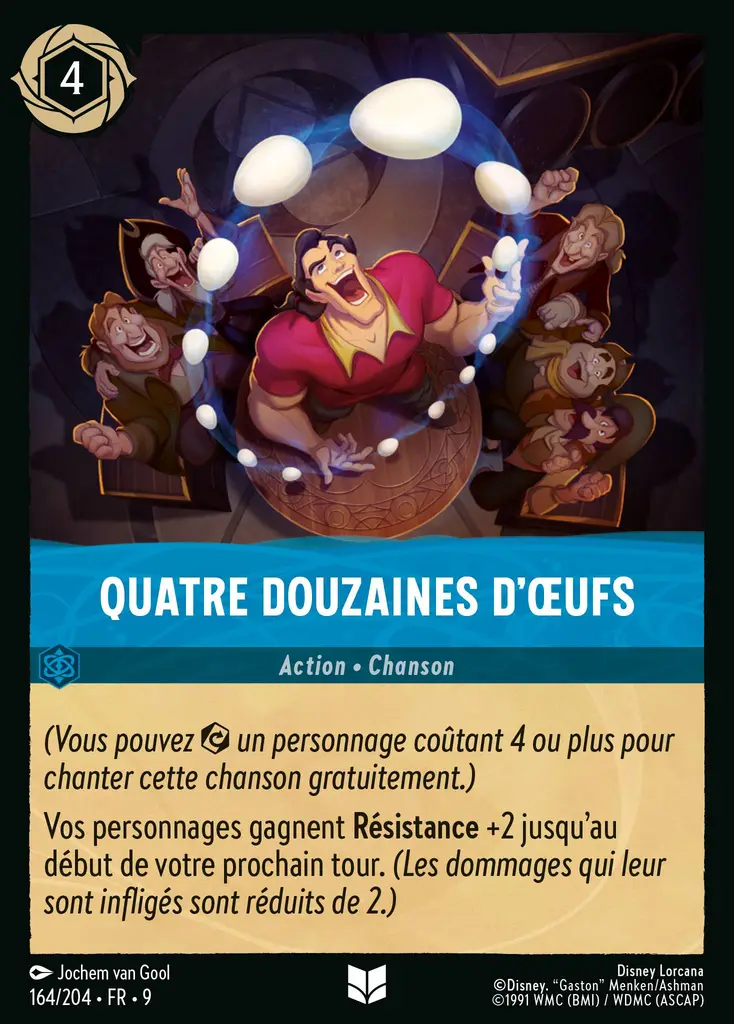 4
QUATRE DOUZAINES D'ŒUFS
Action • Chanson
(Vous pouvez un personnage coûtant 4 ou plus pour
chanter cette chanson gratuitement.)
Vos personnages gagnent Résistance +2 jusqu'au
début de votre prochain tour. (Les dommages qui leur
sont infligés sont réduits de 2.)
Jochem van Gool
164/204 • FR • 9
Disney Lorcana
©Disney. "Gaston" Menken/Ashman
©1991 WMC (BMI) / WDMC (ASCAP)